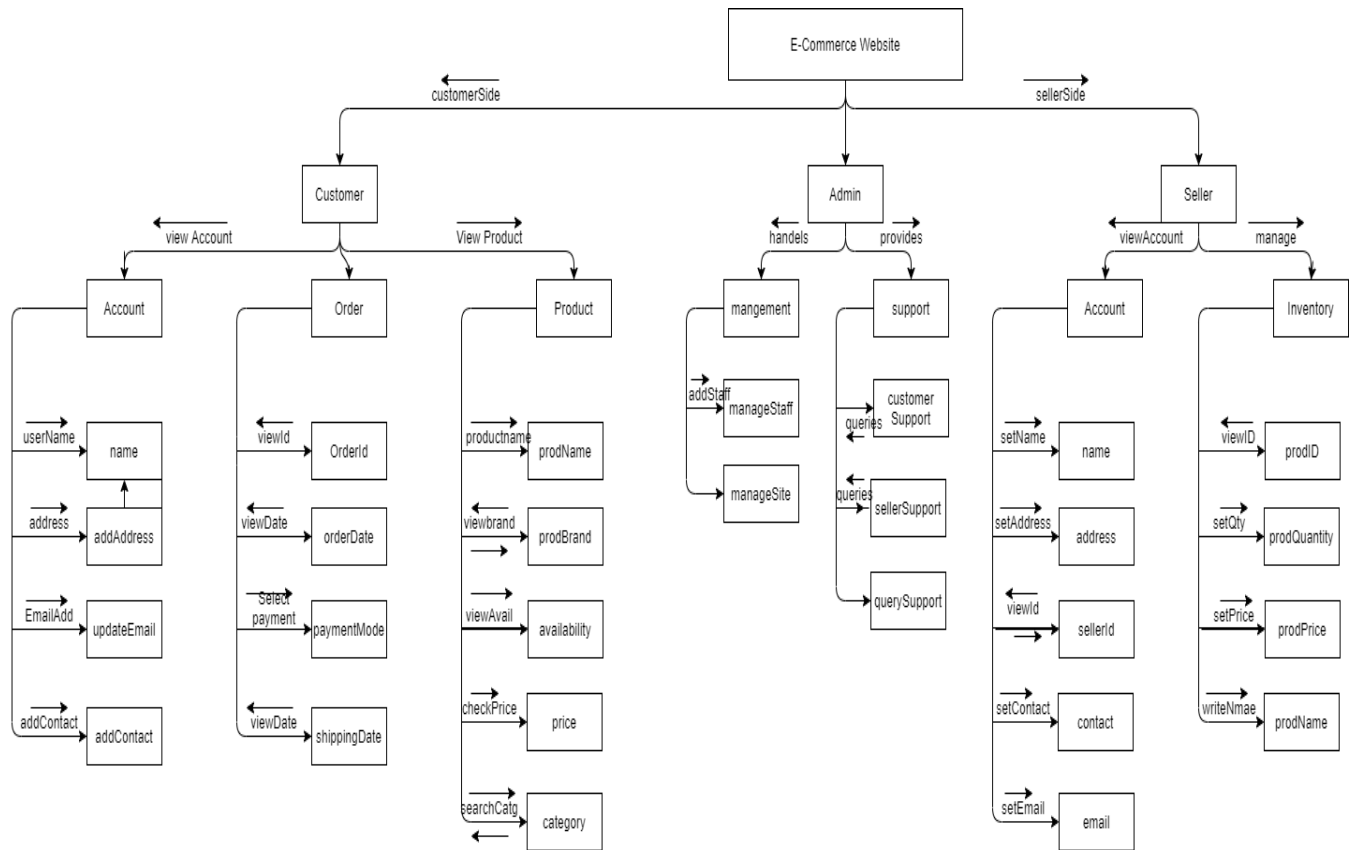 E-Commerce Website
customerSide
sellerSide
Customer
Admin
Seller
view Account
View Product
handels
provides
viewAccount
manage
Account
Order
Product
mangement
support
Account
Inventory
addStaff
manageStaff
customer
Support
queries
userName
name
viewId
OrderId
productname
prodName
manageSite
setName
name
viewID
prodID
queries
sellerSupport
address
addAddress
viewDate
orderDate
viewbrand
prodBrand
setAddress
address
setQty
prodQuantity
querySupport
EmailAdd
updateEmail
Select
payment
paymentMode
viewAvail
availability
viewId
sellerId
setPrice
prodPrice
addContact
addContact
viewDate
shippingDate
checkPrice
price
setContact
contact
writeNmae
prodName
searchCatg
category
setEmail
email